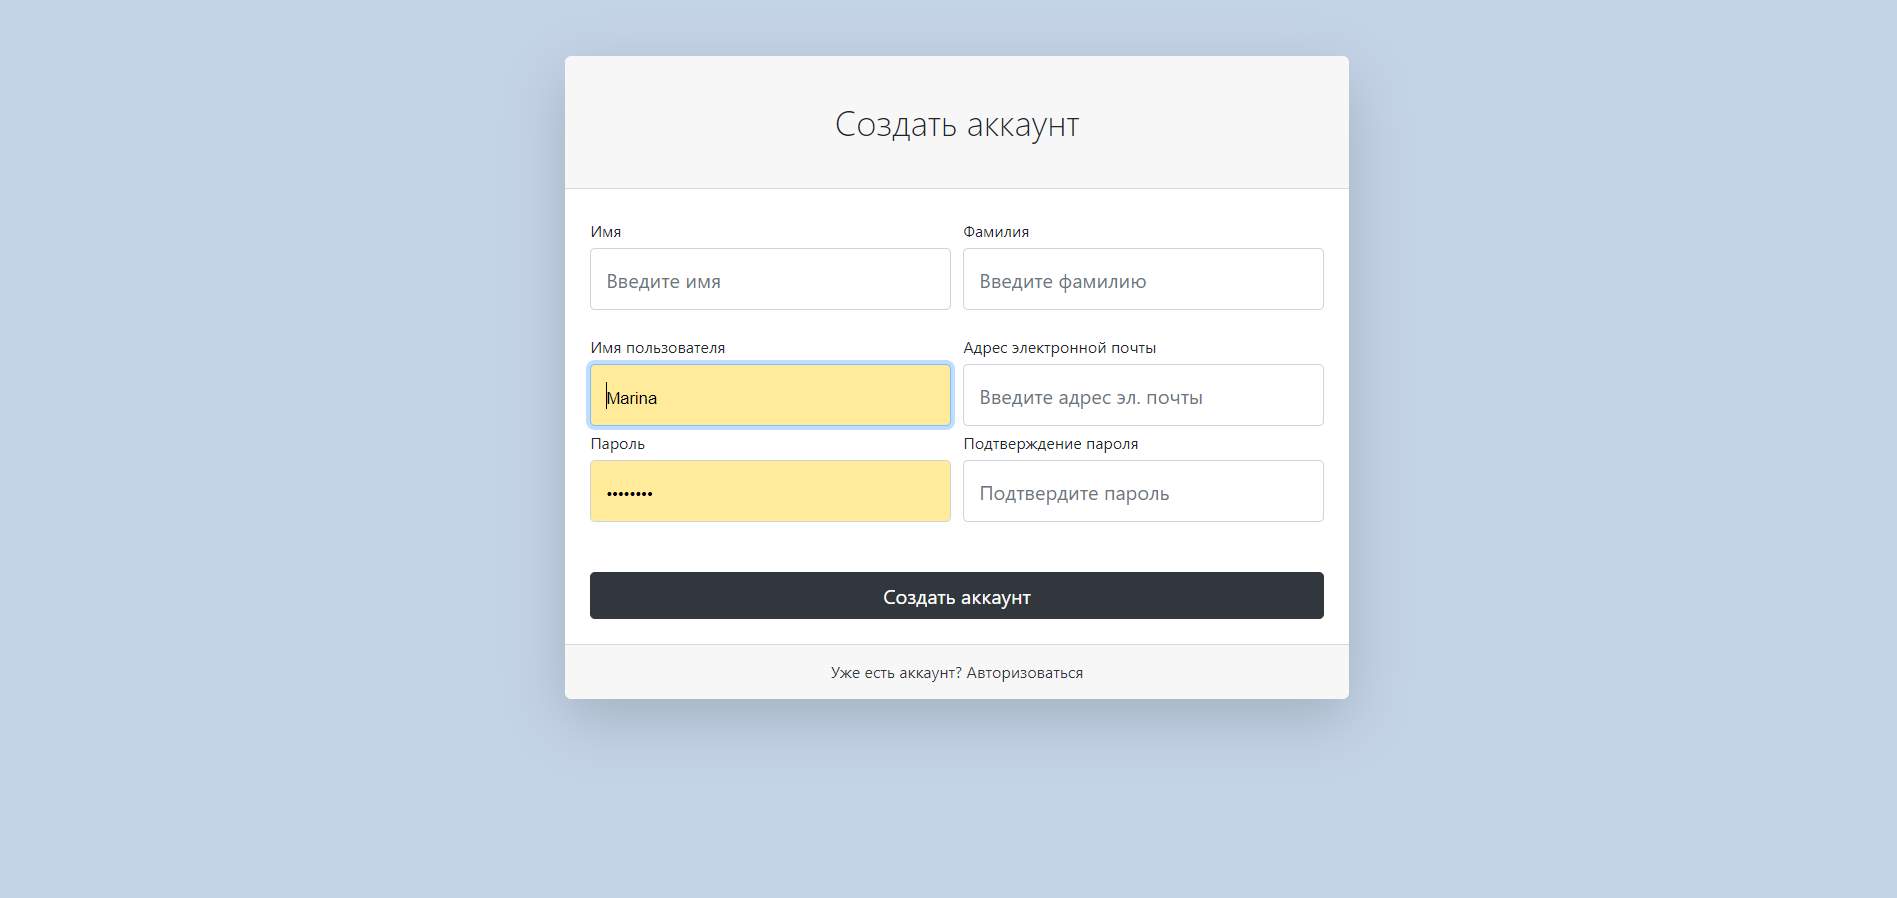 Создать аккаунт
Имя
Фамилия
Введите имя
Введите фамилию
Имя пользователя
Адрес электронной почты
Marina
Введите адрес эл. почты
Пароль
Подтверждение пароля
••••••••
Подтвердите пароль
Создать аккаунт
Уже есть аккаунт? Авторизоваться